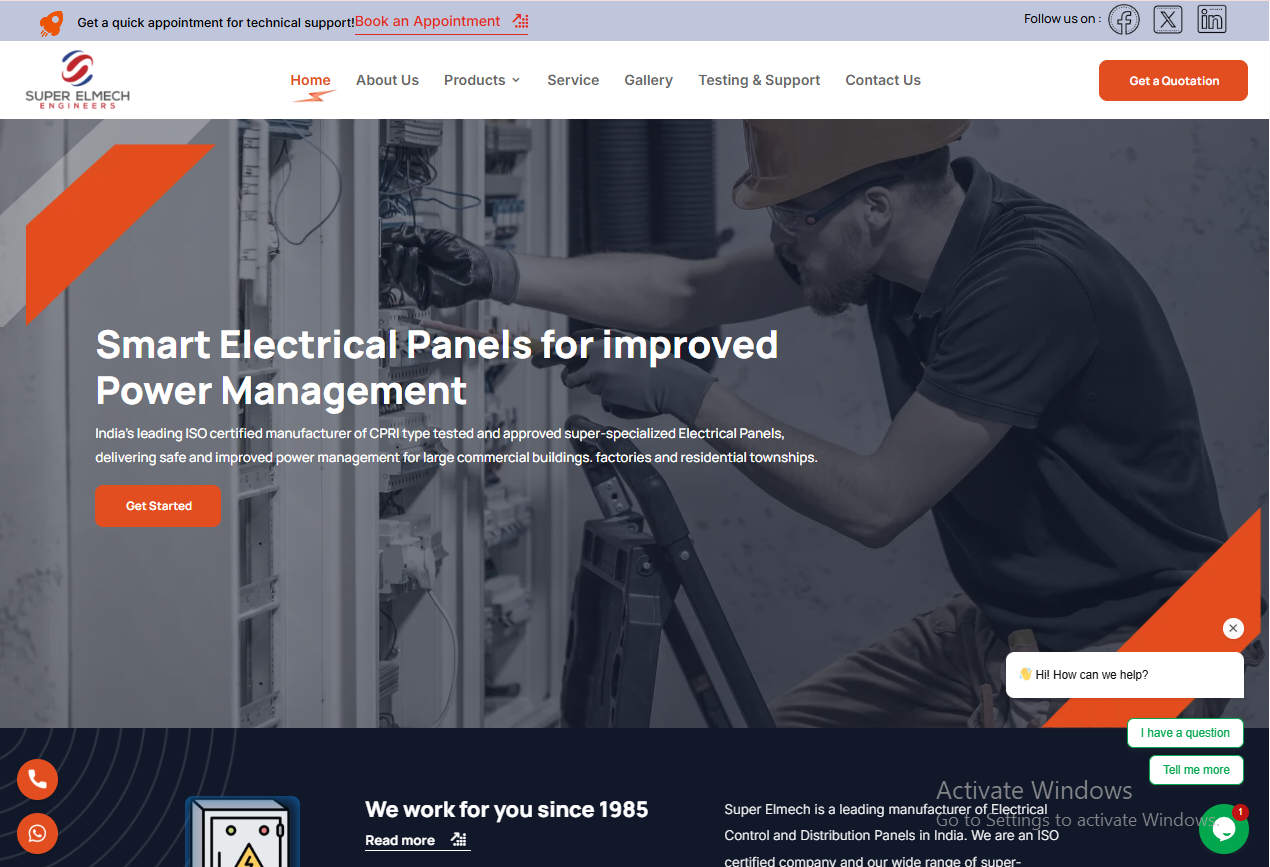 Get a quick appointment for technical support!Book an Appointment
Follow us on :
SUPER ELMECH
ENGINEERS
Home
About Us
Products
Service
Gallery
Testing & Support
Contact Us
Get a Quotation
Smart Electrical Panels for improved
Power Management
India's leading ISO certified manufacturer of CPRI type tested and approved super-specialized Electrical Panels,
delivering safe and improved power management for large commercial buildings. factories and residential townships.
Get Started
👋 Hi! How can we help?
I have a question
Tell me more
We work for you since 1985
Read more
Super Elmech is a leading manufacturer of Electrical
Control and Distribution Panels in India. We are an ISO
certified company and our wide range of super-
Activate Windows
Go to Settings to activate Windows.
1